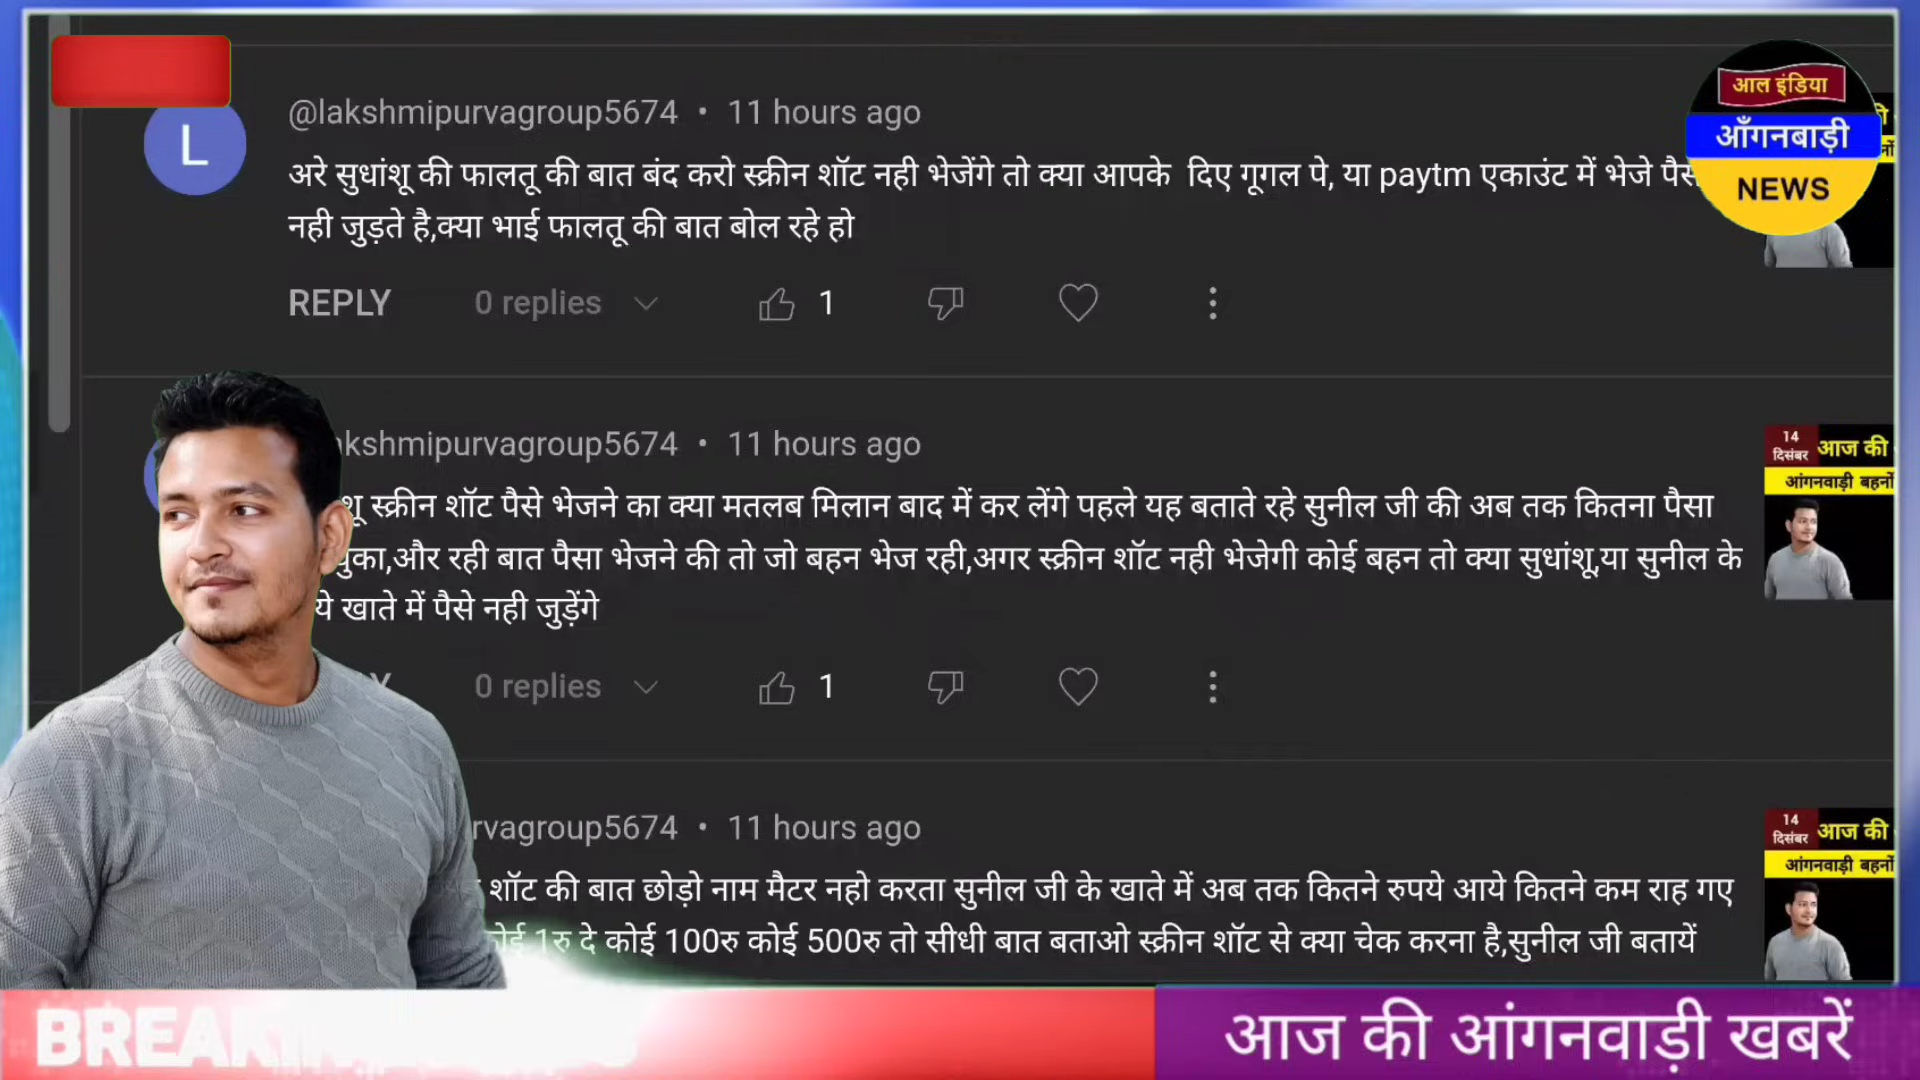 @lakshmipurvagroup5674 • 11 hours ago
अरे सुधांशू की फालतू की बात बंद करो स्क्रीन शॉट नही भेजेंगे तो क्या आपके दिए गूगल पे, या paytm एकाउंट में भेजे
नही जुड़ते है,क्या भाई फालतू की बात बोल रहे हो
REPLY 0 replies 1
आल इंडिया
आँगनबाड़ी
NEWS
kshmipurvagroup5674 • 11 hours ago
शू स्क्रीन शॉट पैसे भेजने का क्या मतलब मिलान बाद में कर लेंगे पहले यह बताते रहे सुनील जी की अब तक कितना पैसा
चुका,और रही बात पैसा भेजने की तो जो बहन भेज रही,अगर स्क्रीन शॉट नही भेजेगी कोई बहन तो क्या सुधांशू,या सुनील के
ये खाते में पैसे नही जुड़ेंगे
0 replies 1
14
दिसंबर
आज की
आंगनवाड़ी बहनों
rvagroup5674 • 11 hours ago
शॉट की बात छोड़ो नाम मैटर नहो करता सुनील जी के खाते में अब तक कितने रुपये आये कितने कम राह गए
कोई 1रु दे कोई 100रु कोई 500रु तो सीधी बात बताओ स्क्रीन शॉट से क्या चेक करना है,सुनील जी बतायें
14
दिसंबर
आज की
आंगनवाड़ी बहनों
आज की आंगनवाड़ी खबरें